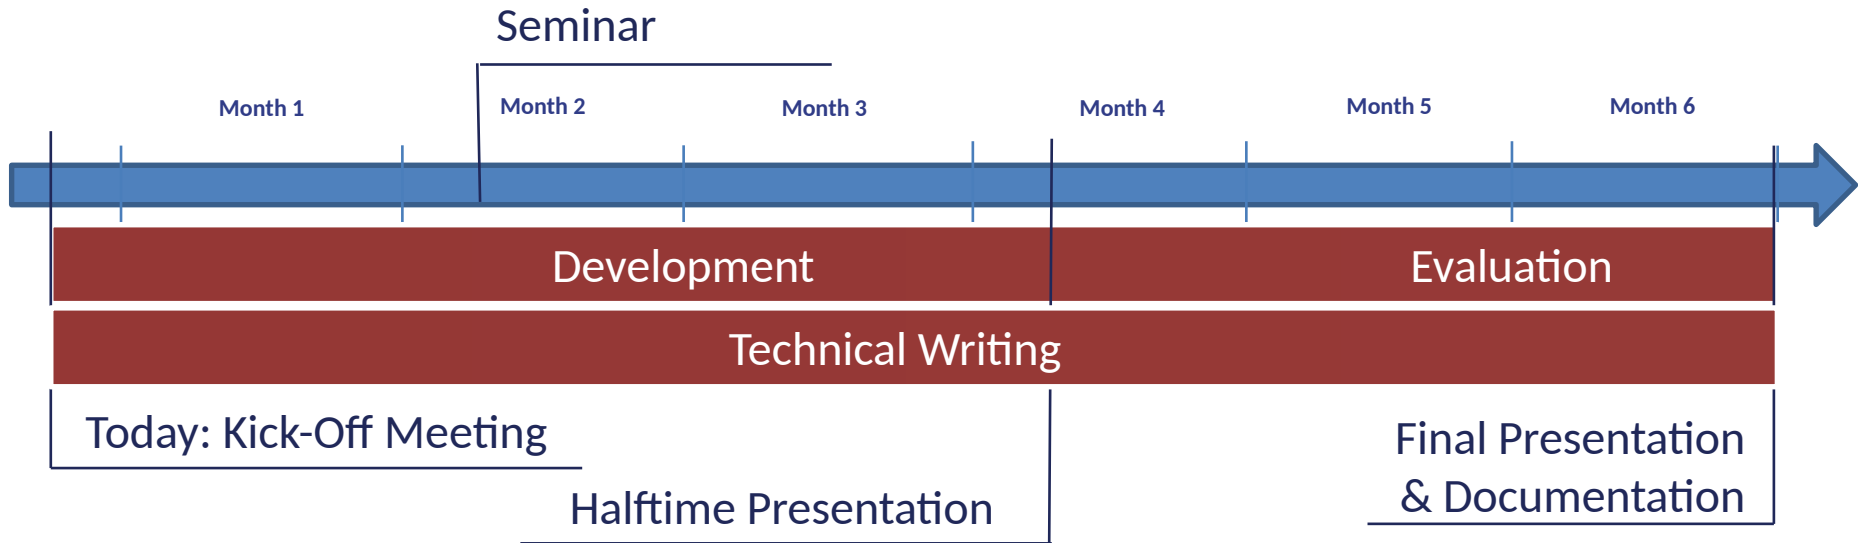 Seminar
Month 1
Month 2
Month 3
Month 4
Month 5
Month 6
Development
Evaluation
Technical Writing
Today: Kick-Off Meeting
Halftime Presentation
Final Presentation
& Documentation